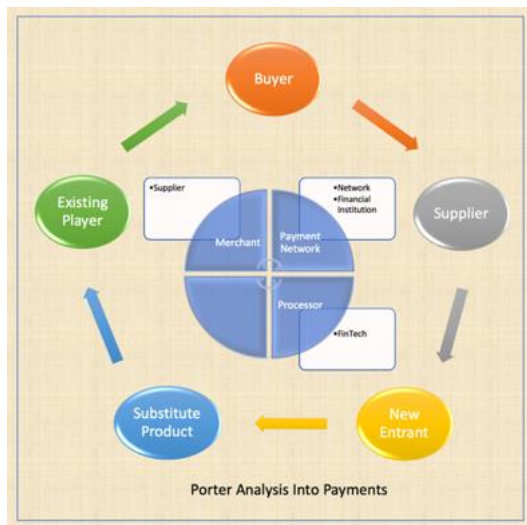 Buyer
•Supplier
•Network
•Financial
Institution
Existing
Player
Supplier
Merchant
Payment
Network
Processor
•FinTech
Substitute
Product
New
Entrant
Porter Analysis Into Payments